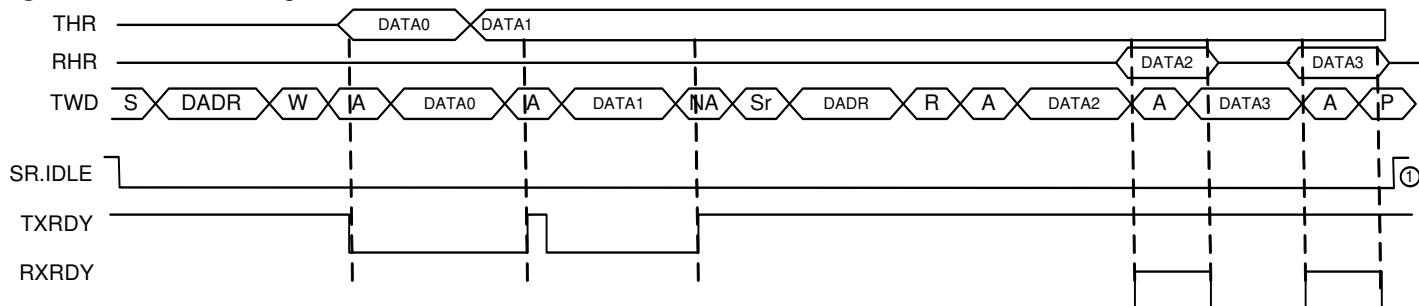 THR DATA0 DATA1
RHR DATA2 DATA3
TWD S DADR W A DATA0 A DATA1 NA Sr DADR R A DATA2 A DATA3 A P
SR.IDLE ①
TXRDY
RXRDY